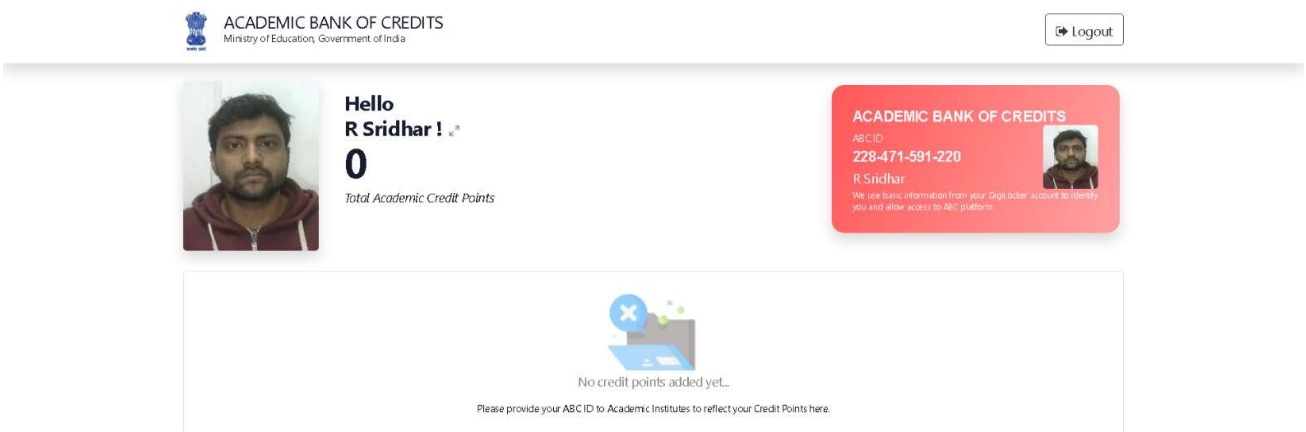 ACADEMIC BANK OF CREDITS
Ministry of Education, Government of India
Logout
Hello
R Sridhar !
0
Total Academic Credit Points
ACADEMIC BANK OF CREDITS
ABC ID
228-471-591-220
R Sridhar
We use basic information from your DigiLocker account to identify
you and allow access to ABC platform
No credit points added yet...
Please provide your ABC ID to Academic Institutes to reflect your Credit Points here.